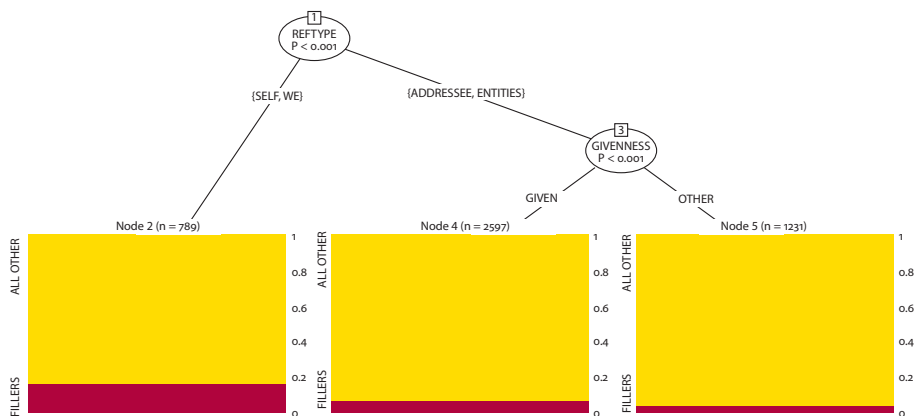 1
REFTYPE
P < 0.001
{SELF, WE}
{ADDRESSEE, ENTITIES}
3
GIVENNESS
P < 0.001
GIVEN
OTHER
Node 2 (n = 789)
ALL OTHER
FILLERS
1
0.8
0.6
0.4
0.2
0
Node 4 (n = 2597)
ALL OTHER
FILLERS
1
0.8
0.6
0.4
0.2
0
Node 5 (n = 1231)
ALL OTHER
FILLERS
1
0.8
0.6
0.4
0.2
0